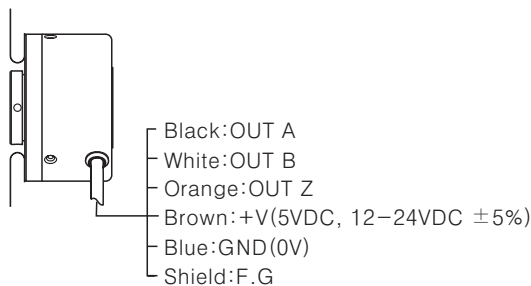 Black:OUT A
White:OUT B
Orange:OUT Z
Brown:+V(5VDC, 12-24VDC ±5%)
Blue:GND(0V)
Shield:F.G